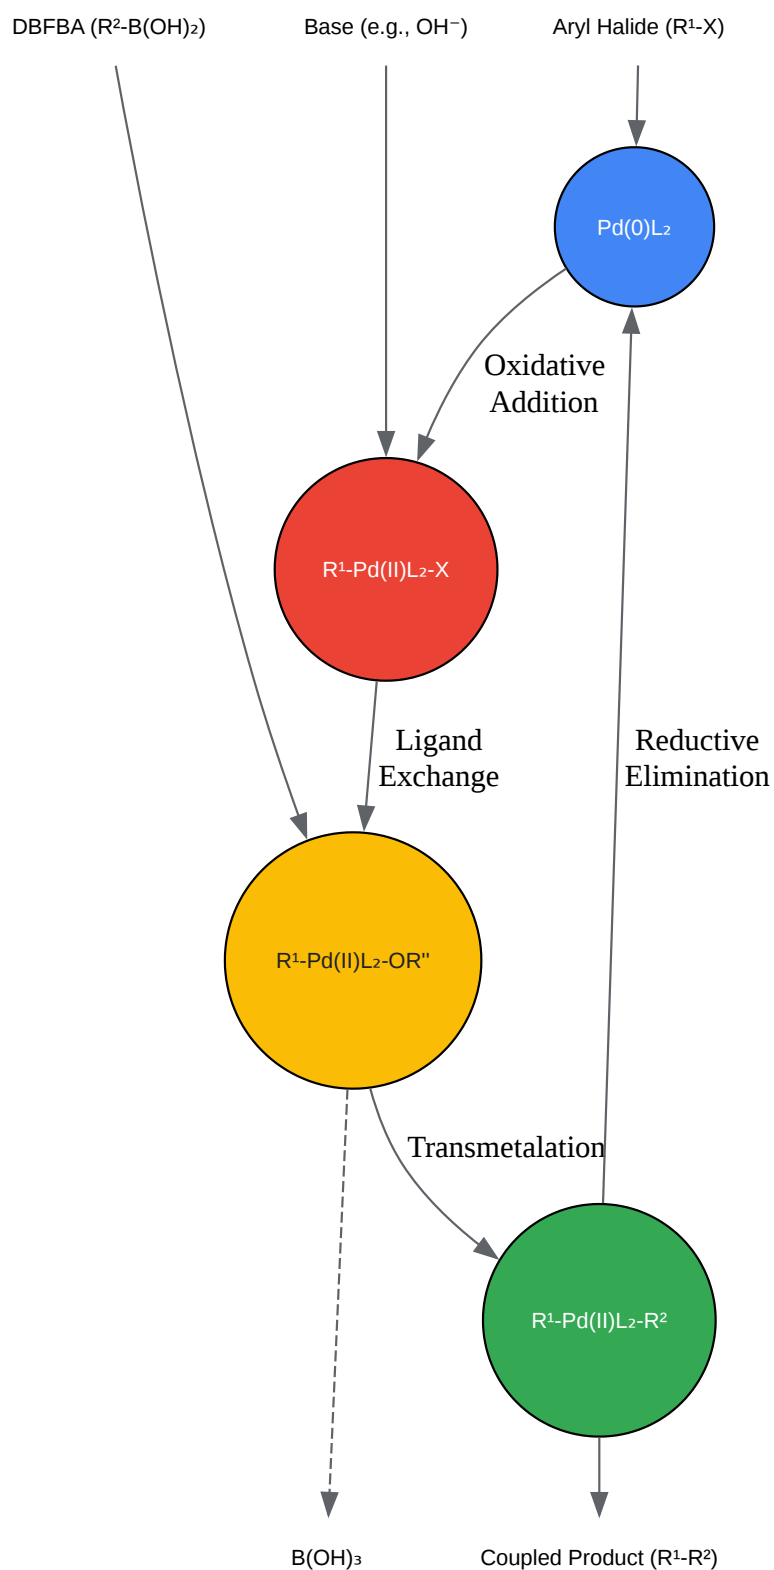 DBFBA (R²-B(OH)₂)
Base (e.g., OH⁻)
Aryl Halide (R¹-X)
Pd(0)L₂
Oxidative
Addition
R¹-Pd(II)L₂-X
Ligand
Exchange
Reductive
Elimination
R¹-Pd(II)L₂-OR"
Transmetalation
R¹-Pd(II)L₂-R²
B(OH)₃
Coupled Product (R¹-R²)